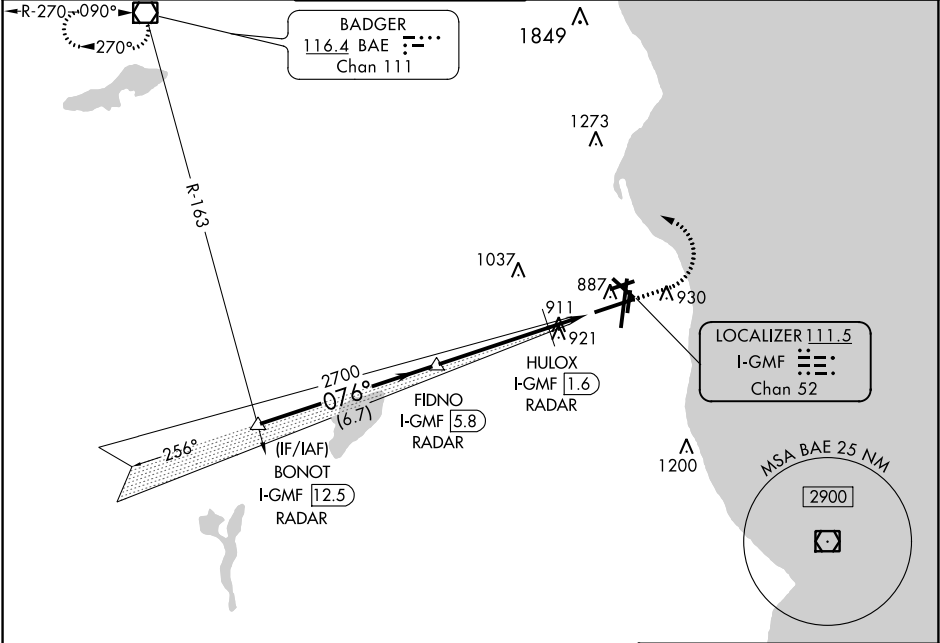 R-270
090°
270°
BADGER
116.4 BAE
Chan 111
1849
1273
R-163
1037
887
930
911
921
LOCALIZER 111.5
I-GMF
Chan 52
HULOX
I-GMF 1.6
RADAR
2700
076°
(6.7)
FIDNO
I-GMF 5.8
RADAR
256°
(IF/IAF)
BONOT
I-GMF 12.5
RADAR
1200
MSA BAE 25 NM
2900